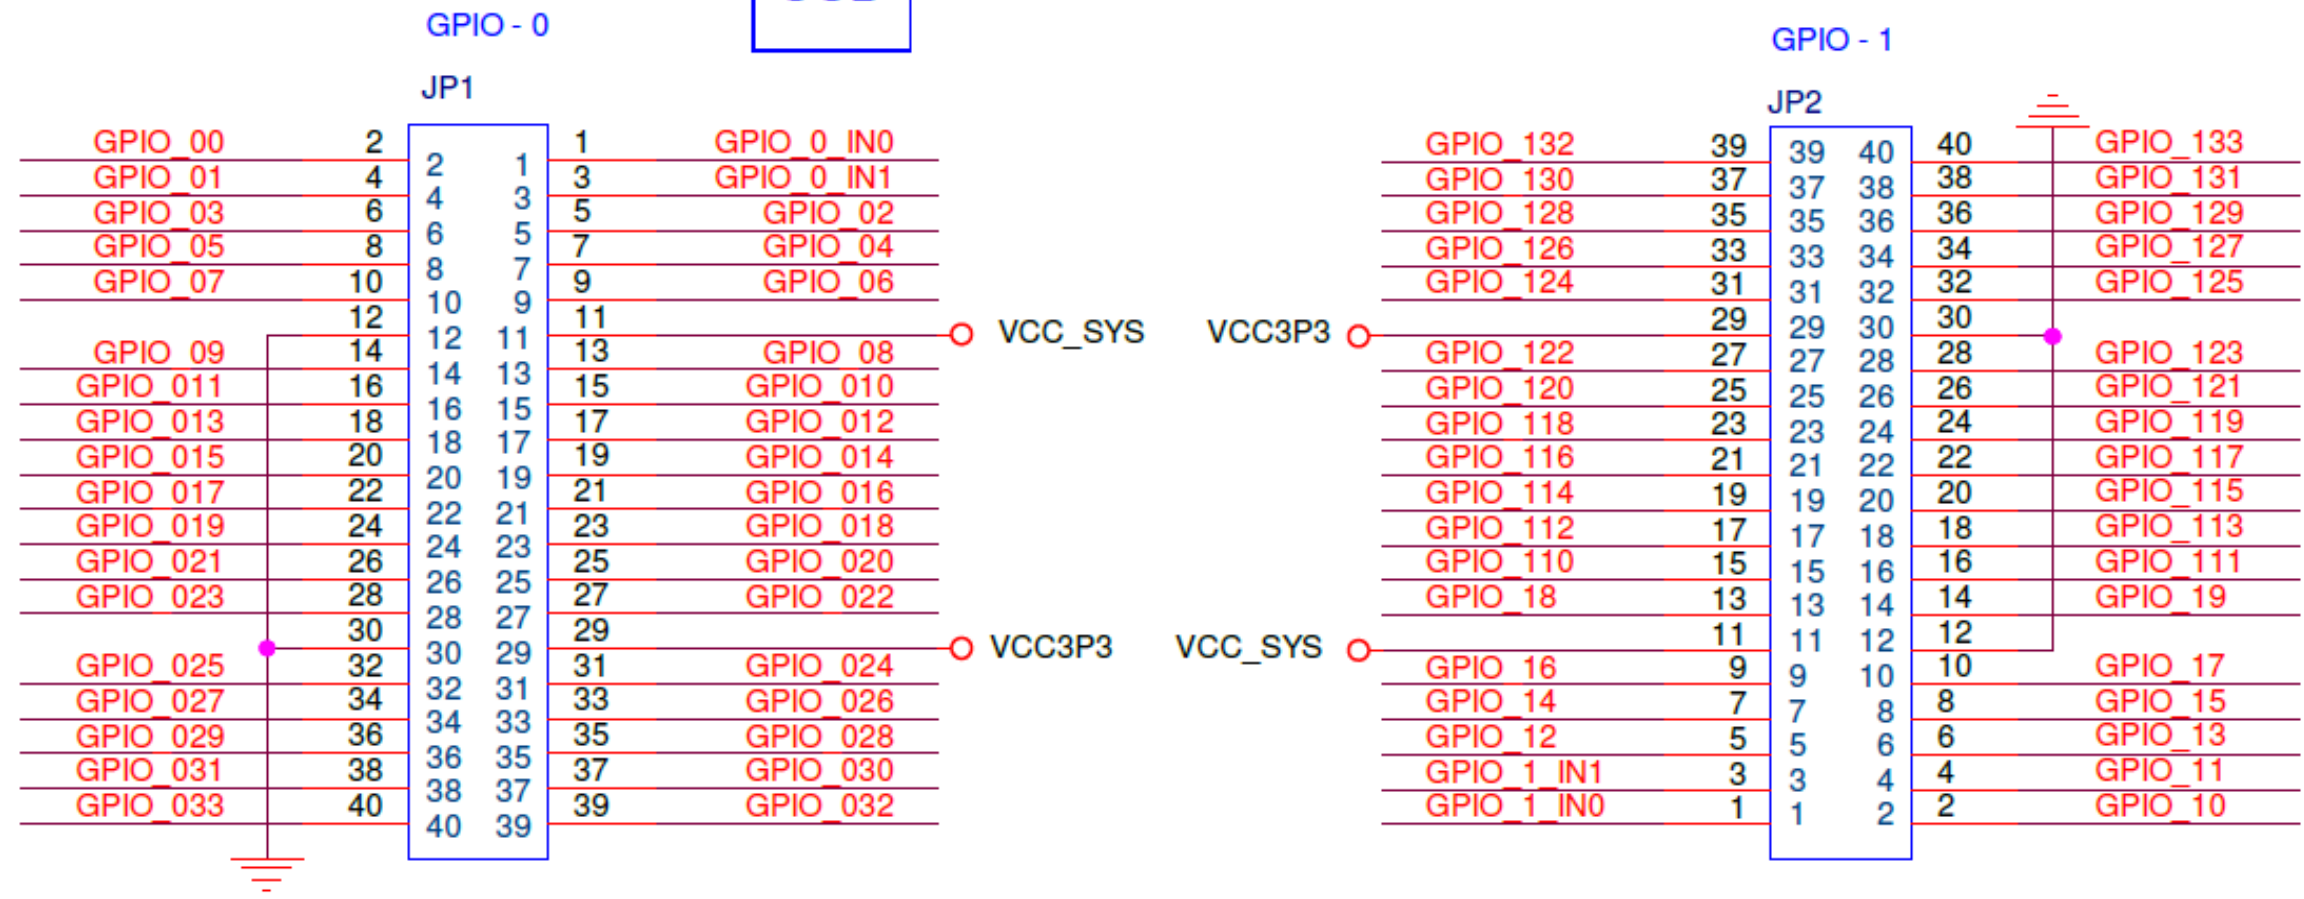 GPIO - 0
GPIO - 1
JP1
JP2
GPIO_00 2 2 1 1 GPIO_0_IN0
GPIO_01 4 4 3 3 GPIO_0_IN1
GPIO_03 6 6 5 5 GPIO_02
GPIO_05 8 8 7 7 GPIO_04
GPIO_07 10 10 9 9 GPIO_06
12 12 11 11 VCC_SYS
GPIO_09 14 14 13 13 GPIO_08
GPIO_011 16 16 15 15 GPIO_010
GPIO_013 18 18 17 17 GPIO_012
GPIO_015 20 20 19 19 GPIO_014
GPIO_017 22 22 21 21 GPIO_016
GPIO_019 24 24 23 23 GPIO_018
GPIO_021 26 26 25 25 GPIO_020
GPIO_023 28 28 27 27 GPIO_022
30 30 29 29 VCC3P3
GPIO_025 32 32 31 31 GPIO_024
GPIO_027 34 34 33 33 GPIO_026
GPIO_029 36 36 35 35 GPIO_028
GPIO_031 38 38 37 37 GPIO_030
GPIO_033 40 40 39 39 GPIO_032
GPIO_132 39 39 40 40 GPIO_133
GPIO_130 37 37 38 38 GPIO_131
GPIO_128 35 35 36 36 GPIO_129
GPIO_126 33 33 34 34 GPIO_127
GPIO_124 31 31 32 32 GPIO_125
VCC3P3 29 29 30 30
GPIO_122 27 27 28 28 GPIO_123
GPIO_120 25 25 26 26 GPIO_121
GPIO_118 23 23 24 24 GPIO_119
GPIO_116 21 21 22 22 GPIO_117
GPIO_114 19 19 20 20 GPIO_115
GPIO_112 17 17 18 18 GPIO_113
GPIO_110 15 15 16 16 GPIO_111
GPIO_18 13 13 14 14 GPIO_19
VCC_SYS 11 11 12 12
GPIO_16 9 9 10 10 GPIO_17
GPIO_14 7 7 8 8 GPIO_15
GPIO_12 5 5 6 6 GPIO_13
GPIO_1_IN1 3 3 4 4 GPIO_11
GPIO_1_IN0 1 1 2 2 GPIO_10